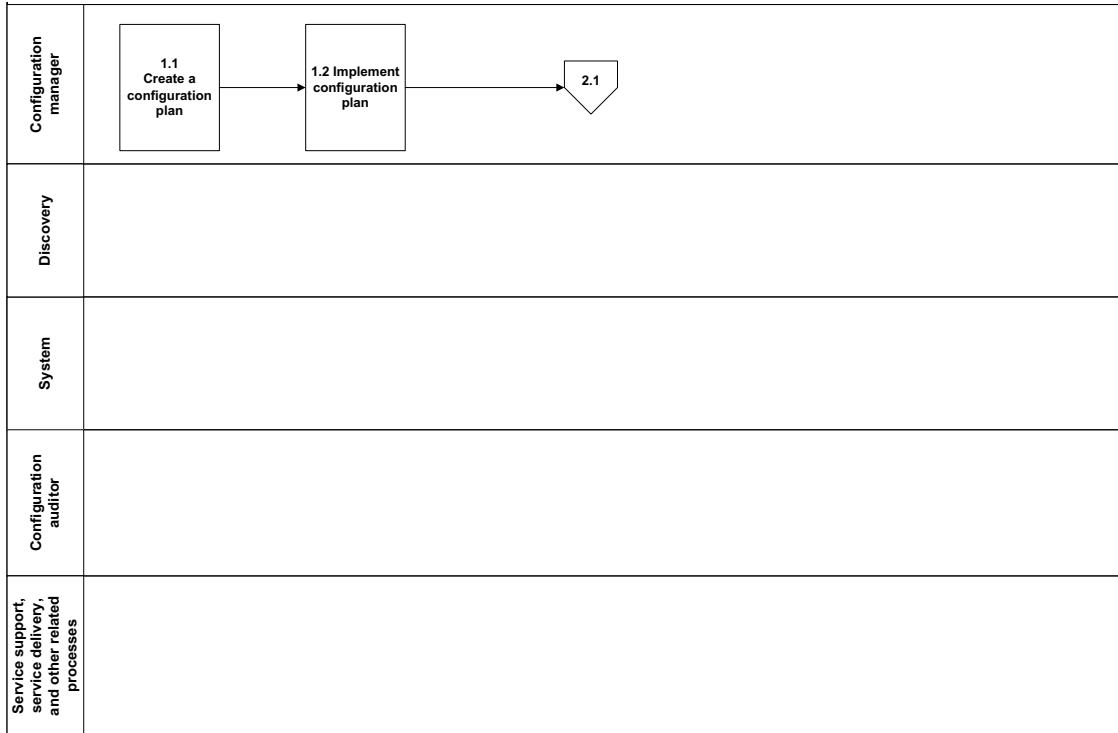 Configuration
manager
1.1
Create a
configuration
plan
1.2 Implement
configuration
plan
2.1
Discovery
System
Configuration
auditor
Service support,
service delivery,
and other related
processes